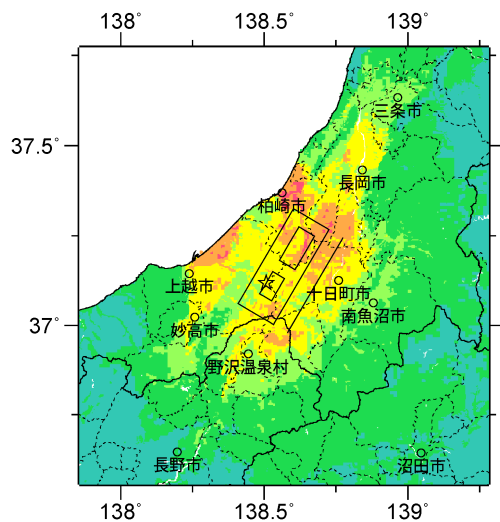 138° 138.5° 139°
三条市
37.5°
長岡市
柏崎市
上越市
十日町市
南魚沼市
37°
妙高市
野沢温泉村
長野市
沼田市
138° 138.5° 139°